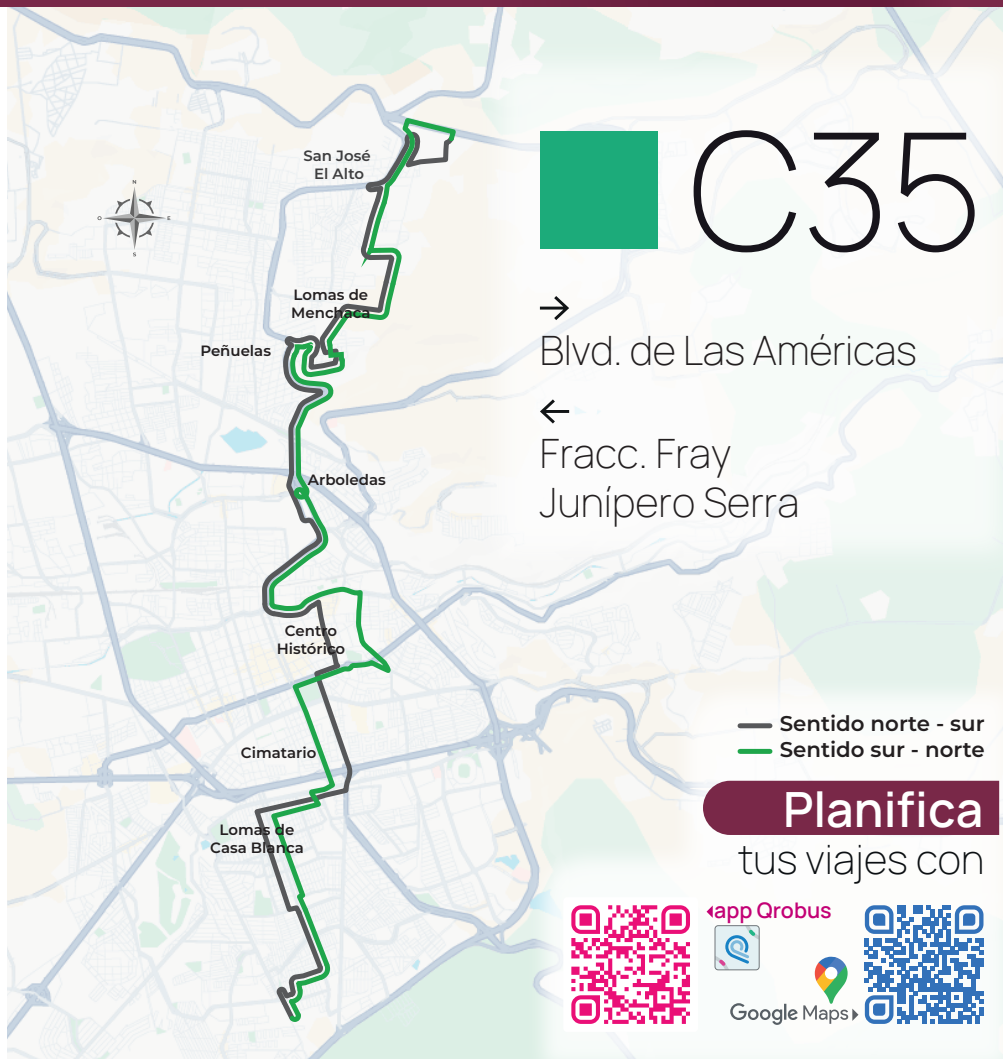 C35
→
Blvd. de Las Américas
←
Fracc. Fray
Junípero Serra
N
O
E
S
San José
El Alto
Lomas de
Menchaca
Peñuelas
Arboledas
Centro
Histórico
Cimatario
Lomas de
Casa Blanca
Sentido norte - sur
Sentido sur - norte
Planifica
tus viajes con
app Qrobus
Google Maps